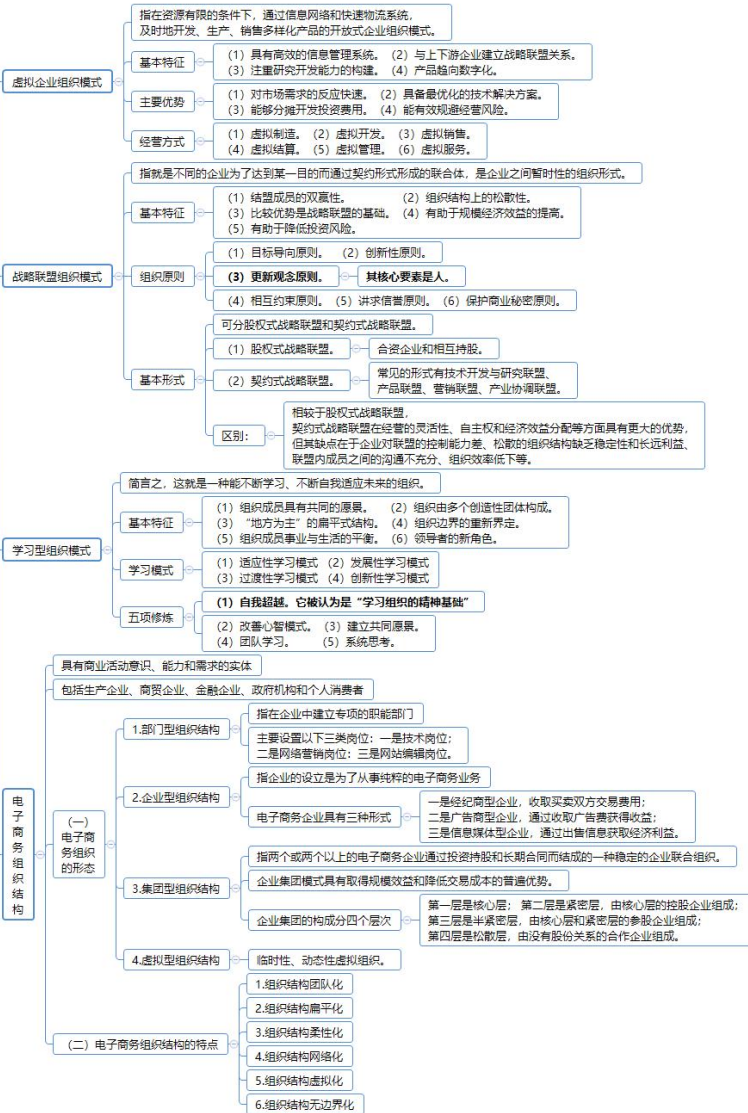 虚拟企业组织模式
指在资源有限的条件下，通过信息网络和快速物流系统，
及时地开发、生产、销售多样化产品的开放式企业组织模式。
基本特征
（1）具有高效的信息管理系统。（2）与上下游企业建立战略联盟关系。
（3）注重研究开发能力的构建。（4）产品趋向数字化。
主要优势
（1）对市场需求的反应快速。（2）具备最优化的技术解决方案。
（3）能够分摊开发投资费用。（4）能有效规避经营风险。
经营方式
（1）虚拟制造。（2）虚拟开发。（3）虚拟销售。
（4）虚拟结算。（5）虚拟管理。（6）虚拟服务。
战略联盟组织模式
指就是不同的企业为了达到某一目的而通过契约形式形成的联合体，是企业之间暂时性的组织形式。
基本特征
（1）结盟成员的双赢性。 （2）组织结构上的松散性。
（3）比较优势是战略联盟的基础。（4）有助于规模经济效益的提高。
（5）有助于降低投资风险。
组织原则
（1）目标导向原则。 （2）创新性原则。
（3）更新观念原则。
其核心要素是人。
（4）相互约束原则。（5）讲求信誉原则。（6）保护商业秘密原则。
基本形式
可分股权式战略联盟和契约式战略联盟。
（1）股权式战略联盟。
合资企业和相互持股。
（2）契约式战略联盟。
常见的形式有技术开发与研究联盟、
产品联盟、营销联盟、产业协调联盟。
区别：
相较于股权式战略联盟，
契约式战略联盟在经营的灵活性、自主权和经济效益分配等方面具有更大的优势，
但其缺点在于企业对联盟的控制能力差、松散的组织结构缺乏稳定性和长远利益、
联盟内成员之间的沟通不充分、组织效率低下等。
学习型组织模式
简言之，这就是一种能不断学习、不断自我适应未来的组织。
基本特征
（1）组织成员具有共同的愿景。 （2）组织由多个创造性团体构成。
（3）“地方为主”的扁平式结构。（4）组织边界的重新界定。
（5）组织成员事业与生活的平衡。（6）领导者的新角色。
学习模式
（1）适应性学习模式 （2）发展性学习模式
（3）过渡性学习模式 （4）创新性学习模式
五项修炼
（1）自我超越。它被认为是“学习组织的精神基础”
（2）改善心智模式。（3）建立共同愿景。
（4）团队学习。 （5）系统思考。
电子商务组织结构
具有商业活动意识、能力和需求的实体
包括生产企业、商贸企业、金融企业、政府机构和个人消费者
（一）
电子商
务组织
的形态
1.部门型组织结构
指在企业中建立专项的职能部门
主要设置以下三类岗位：一是技术岗位；
二是网络营销岗位：三是网站编辑岗位。
2.企业型组织结构
指企业的设立是为了从事纯粹的电子商务业务
电子商务企业具有三种形式
一是经纪商型企业，收取买卖双方交易费用；
二是广告商型企业，通过收取广告费获得收益；
三是信息媒体型企业，通过出售信息获取经济利益。
3.集团型组织结构
指两个或两个以上的电子商务企业通过投资持股和长期合同而结成的一种稳定的企业联合组织。
企业集团模式具有取得规模效益和降低交易成本的普遍优势。
企业集团的构成分四个层次
第一层是核心层； 第二层是紧密层，由核心层的控股企业组成；
第三层是半紧密层，由核心层和紧密层的参股企业组成；
第四层是松散层，由没有股份关系的合作企业组成。
4.虚拟型组织结构
临时性、动态性虚拟组织。
（二）电子商务组织结构的特点
1.组织结构团队化
2.组织结构扁平化
3.组织结构柔性化
4.组织结构网络化
5.组织结构虚拟化
6.组织结构无边界化